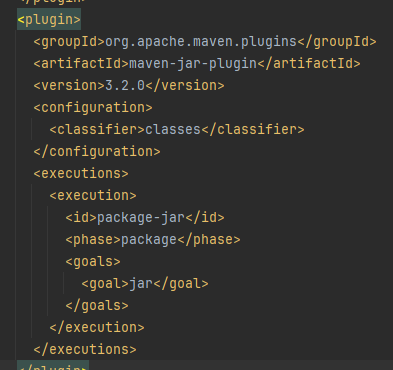 </plugin>
<plugin>
<groupId>org.apache.maven.plugins</groupId>
<artifactId>maven-jar-plugin</artifactId>
<version>3.2.0</version>
<configuration>
<classifier>classes</classifier>
</configuration>
<executions>
<execution>
<id>package-jar</id>
<phase>package</phase>
<goals>
<goal>jar</goal>
</goals>
</execution>
</executions>
</plugin>